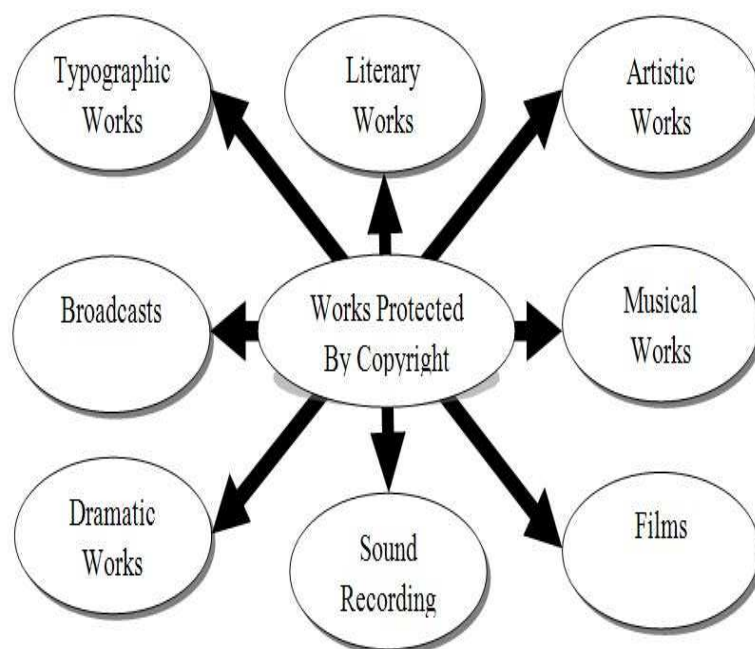 Typographic
Works
Literary
Works
Artistic
Works
Broadcasts
Works Protected
By Copyright
Musical
Works
Dramatic
Works
Sound
Recording
Films